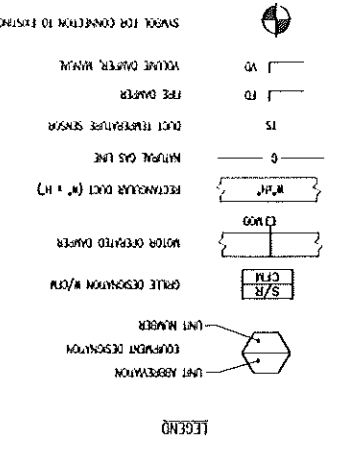 LEGEND
UNIT ABBREVIATION
EQUIPMENT DESIGNATION
UNIT NUMBER
S/R
CFM
GRILLE DESIGNATION W/CFM
MOD
MOTOR OPERATED DAMPER
W"xH"
RECTANGULAR DUCT (W" x H")
G
NATURAL GAS LINE
TS
DUCT TEMPERATURE SENSOR
FD
FIRE DAMPER
VD
VOLUME DAMPER, MANUAL
SYMBOL FOR CONNECTION TO EXISTING